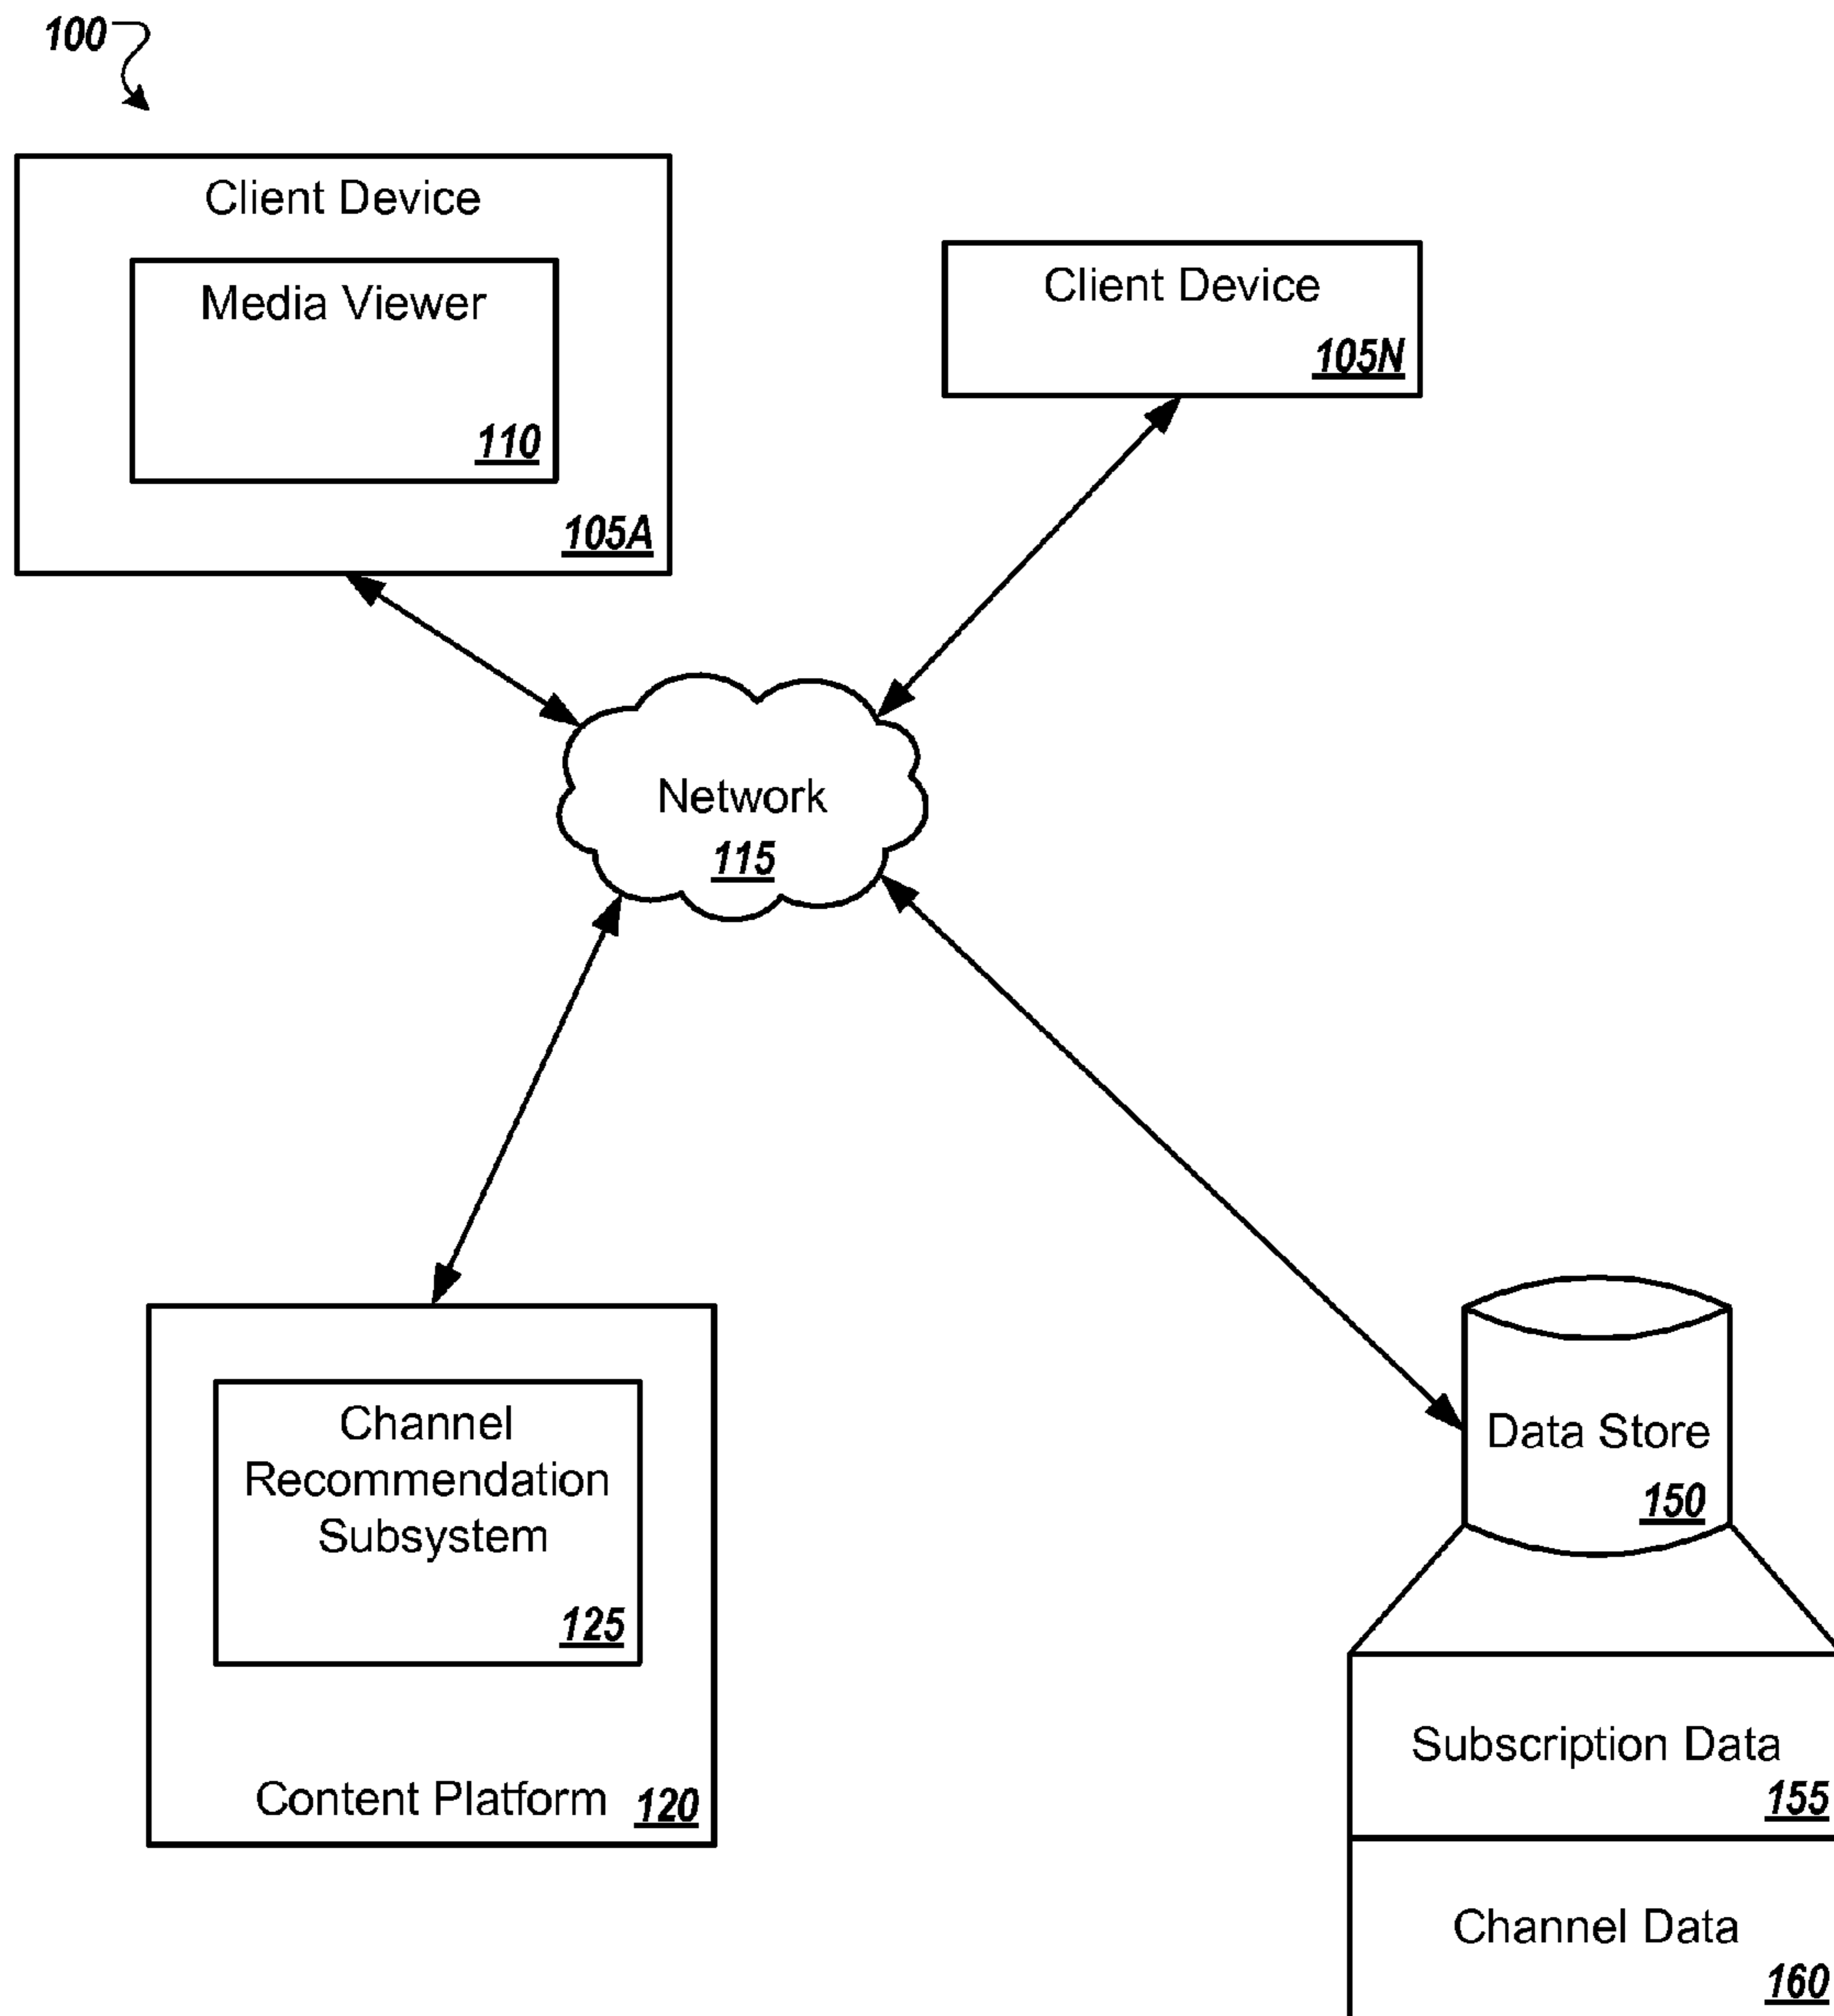 100
Client Device
Media Viewer
110
105A
Client Device
105N
Network
115
Channel
Recommendation
Subsystem
125
Content Platform 120
Data Store
150
Subscription Data
155
Channel Data
160